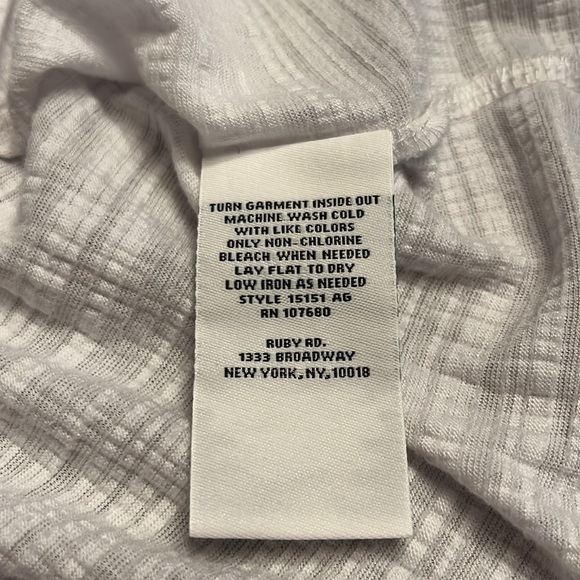 TURN GARMENT INSIDE OUT
MACHINE WASH COLD
WITH LIKE COLORS
ONLY NON-CHLORINE
BLEACH WHEN NEEDED
LAY FLAT TO DRY
LOW IRON AS NEEDED
STYLE 15151 AG
RN 107680
RUBY RD.
1333 BROADWAY
NEW YORK, NY, 10018